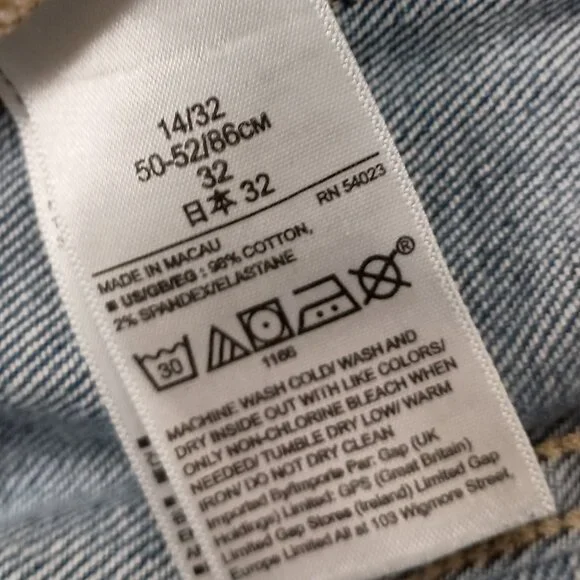 14/32
50-52/86CM
32
日本 32
RN 54023
MADE IN MACAU
■ US/GB/EG : 98% COTTON,
2% SPANDEX/ELASTANE
30
1166
®
MACHINE WASH COLD/ WASH AND
DRY INSIDE OUT WITH LIKE COLORS/
ONLY NON-CHLORINE BLEACH WHEN
NEEDED/ TUMBLE DRY LOW/ WARM
IRON/ DO NOT DRY CLEAN
Imported By/Importe Par: Gap (UK
Holdings) Limited: GPS (Great Britain)
Limited Gap Stores (Ireland) Limited Gap
Europe Limited All at 103 Wigmore Street,